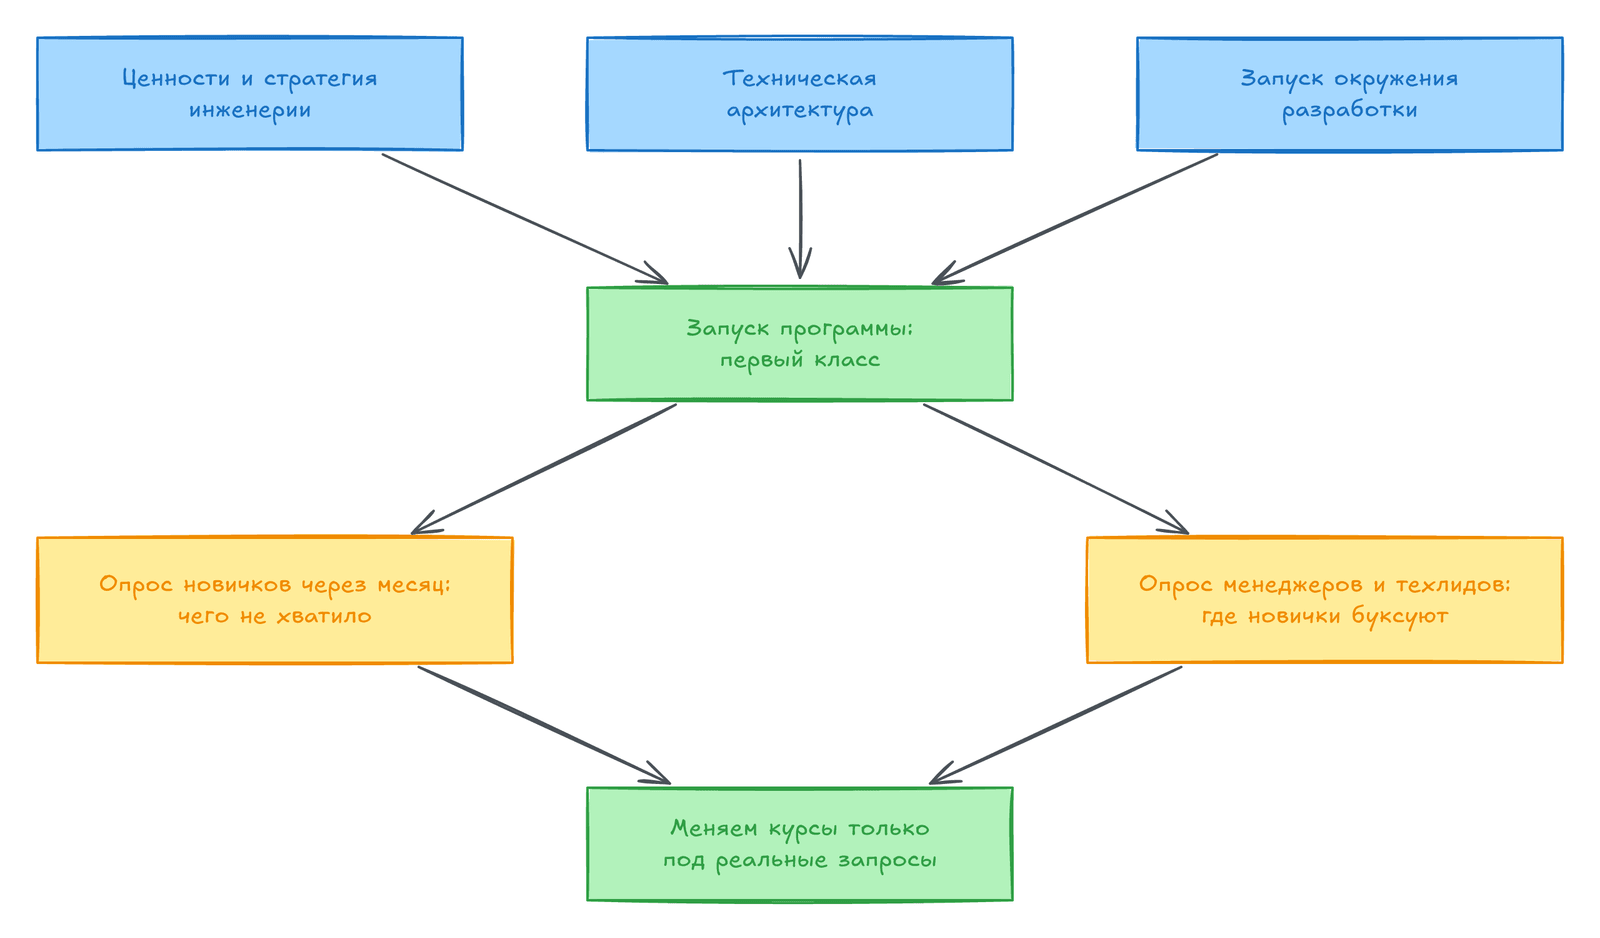 Ценности и стратегия
инженерии
Техническая
архитектура
Запуск окружения
разработки
Запуск программы:
первый класс
Опрос новичков через месяц:
чего не хватило
Опрос менеджеров и техлидов:
где новички буксуют
Меняем курсы только
под реальные запросы